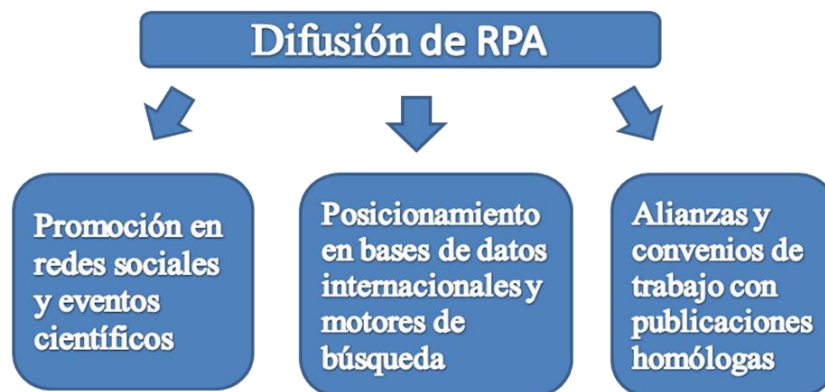 Difusión de RPA
Promoción en
redes sociales
y eventos
científicos
Posicionamiento
en bases de datos
internacionales y
motores de
búsqueda
Alianzas y
convenios de
trabajo con
publicaciones
homólogas